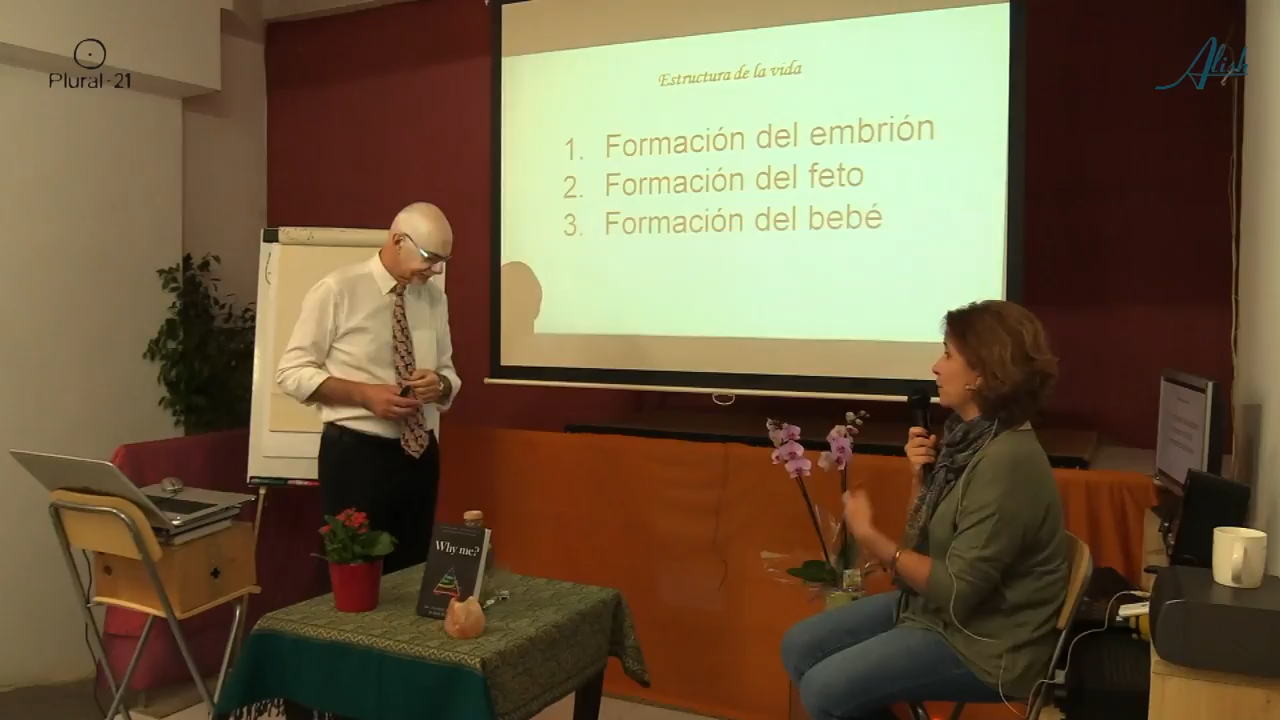 Plural-21
Alish
Estructura de la vida
1. Formación del embrión
2. Formación del feto
3. Formación del bebé
Why me?